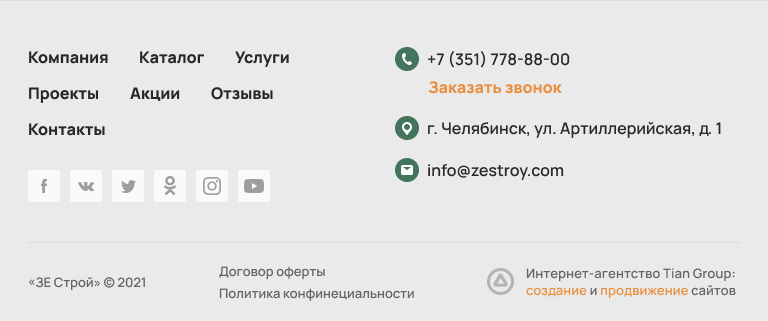 Компания Каталог Услуги
Проекты Акции Отзывы
Контакты
+7 (351) 778-88-00
Заказать звонок
г. Челябинск, ул. Артиллерийская, д. 1
info@zestroy.com
«ЗЕ Строй» © 2021
Договор оферты
Политика конфинециальности
Интернет-агентство Tian Group:
создание и продвижение сайтов